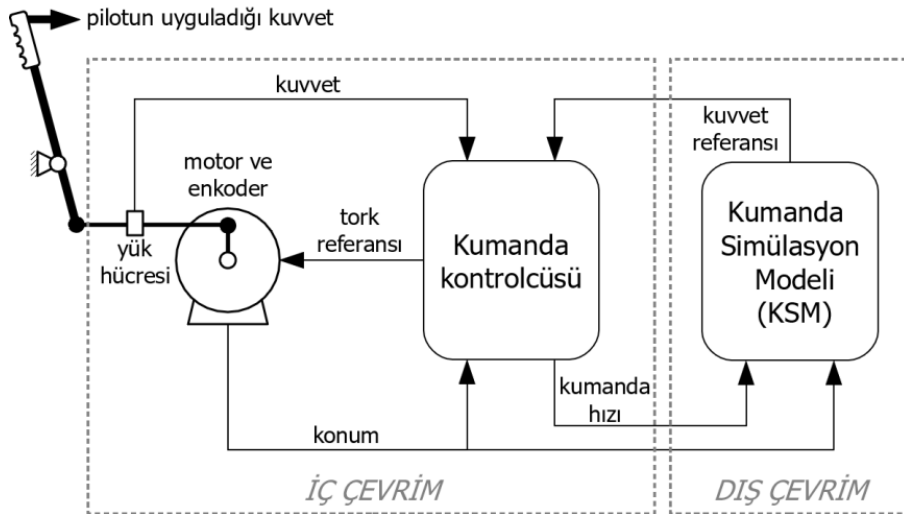 pilotun uyguladığı kuvvet
kuvvet
kuvvet
referansı
motor ve
enkoder
tork
referansı
yük
hücresi
Kumanda
kontrolcüsü
Kumanda
Simülasyon
Modeli
(KSM)
kumanda
hızı
konum
İÇ ÇEVRİM
DIŞ ÇEVRİM